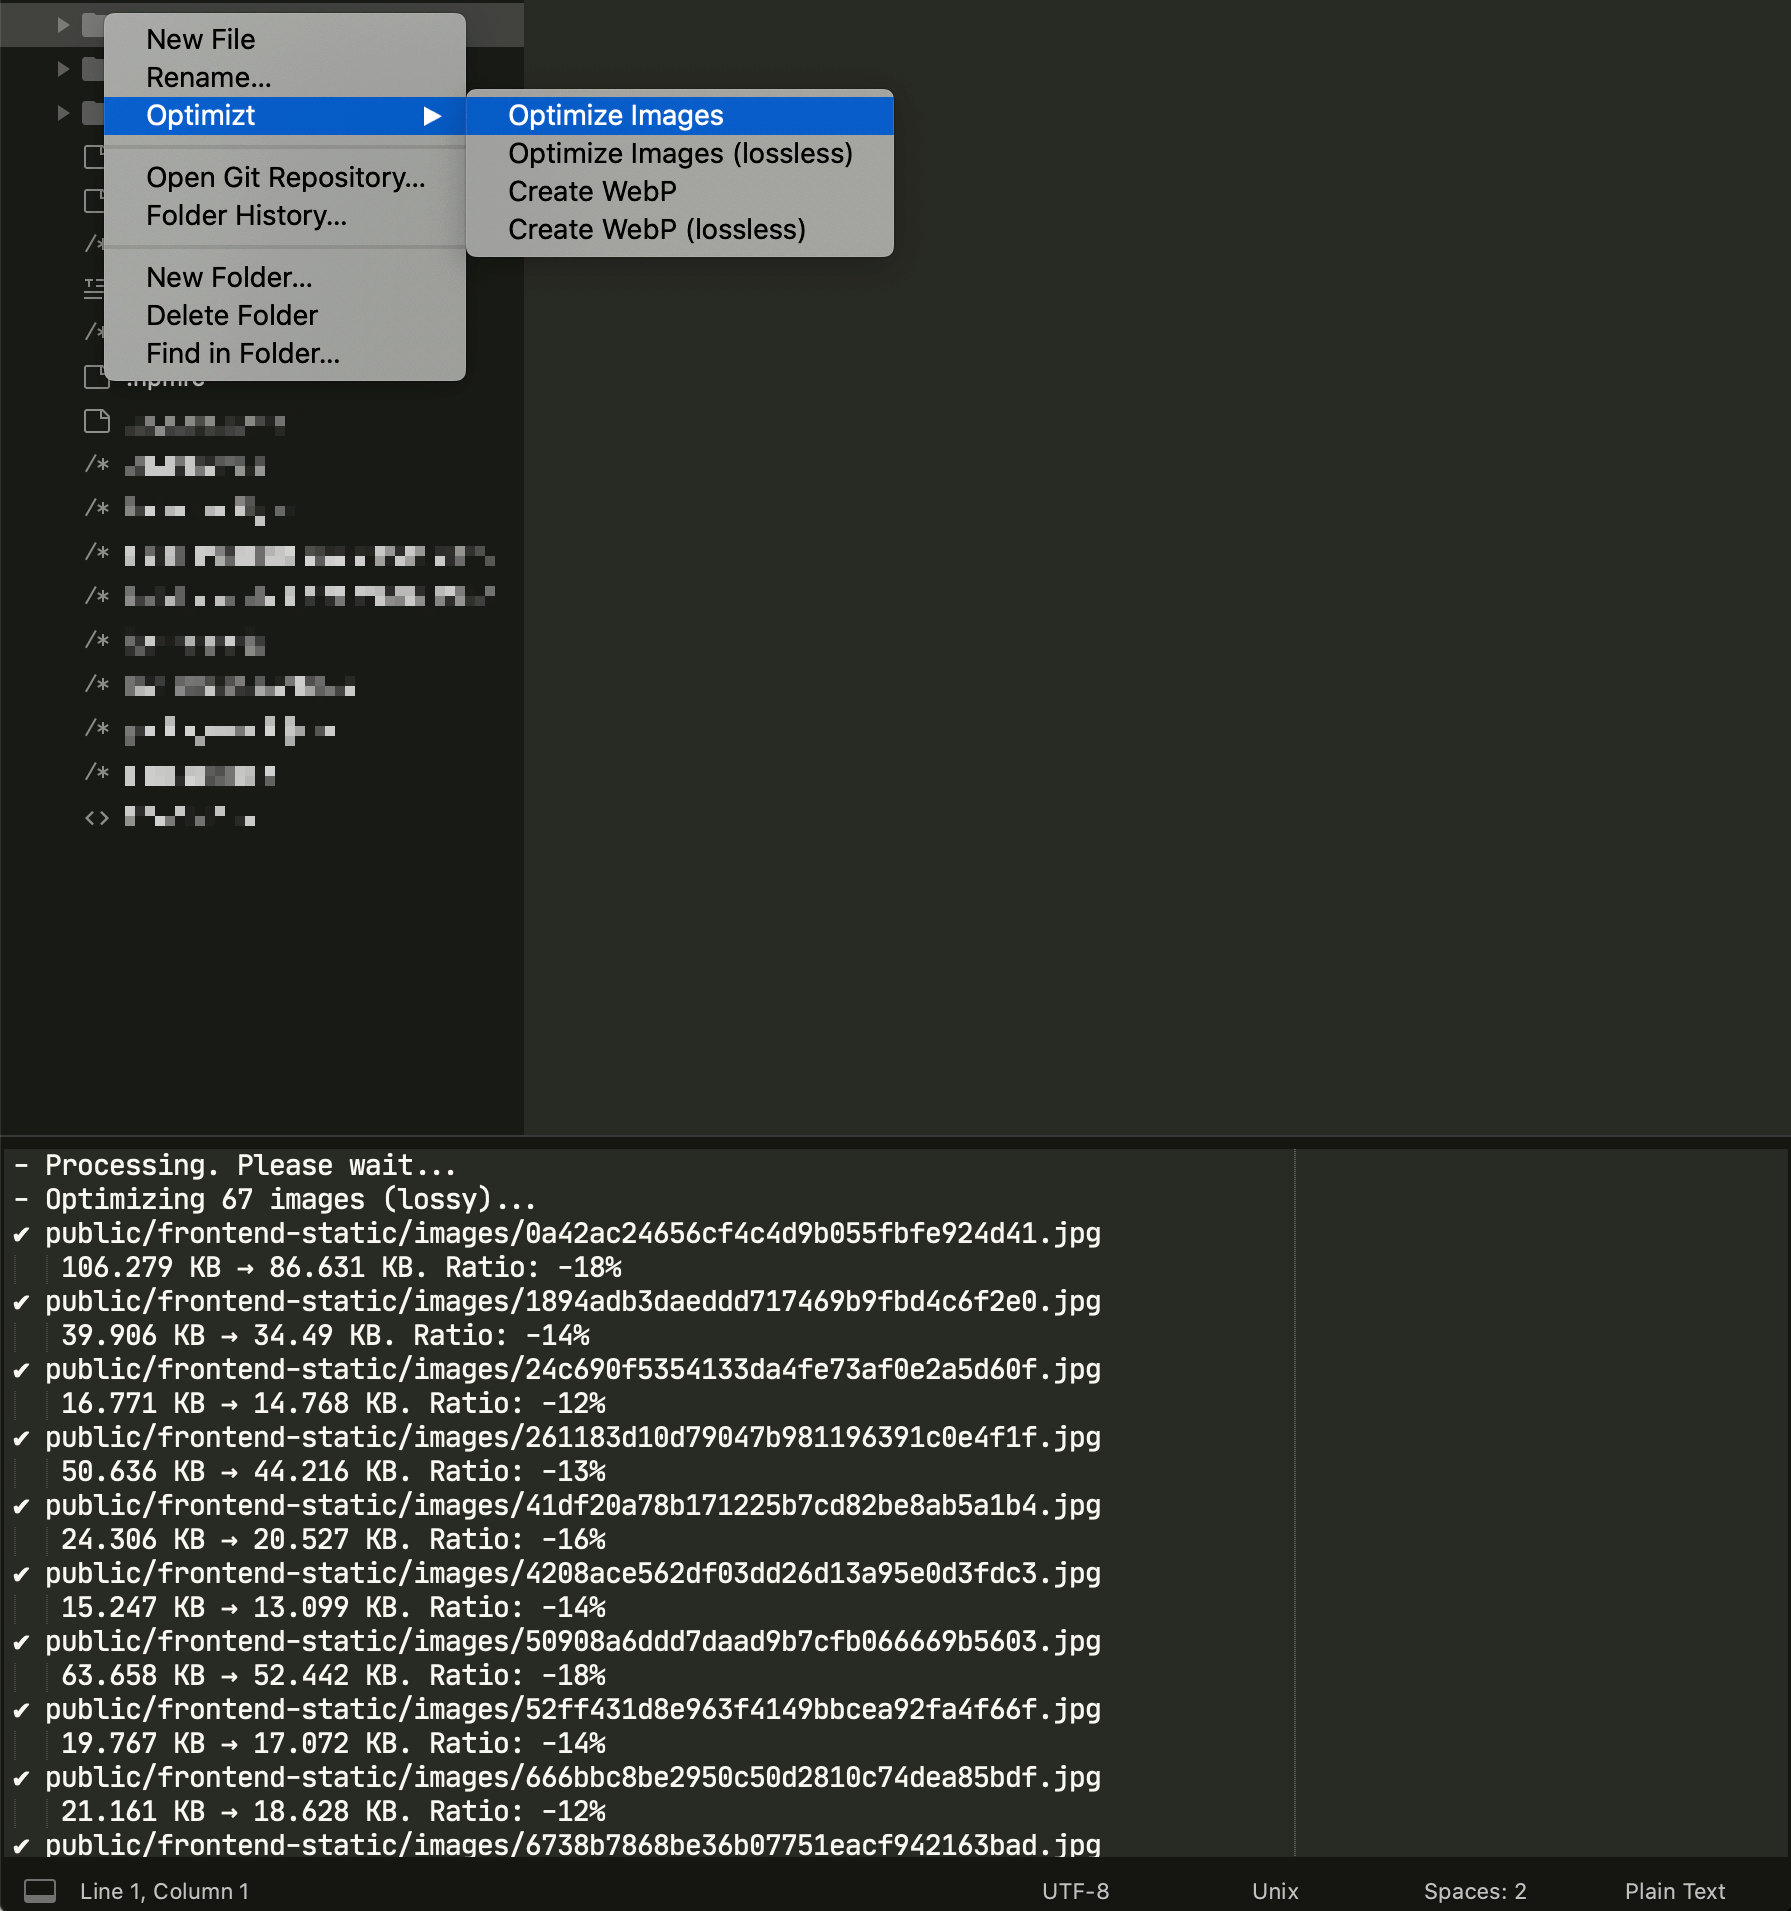 New File
Rename...
Optimizt
Open Git Repository...
Folder History...
New Folder...
Delete Folder
Find in Folder...
Optimize Images
Optimize Images (lossless)
Create WebP
Create WebP (lossless)
/*
/*
.npmrc
/*
/*
/*
/*
/*
/*
/*
/*
<>
- Processing. Please wait...
- Optimizing 67 images (lossy)...
✔ public/frontend-static/images/0a42ac24656cf4c4d9b055fbfe924d41.jpg
106.279 KB → 86.631 KB. Ratio: -18%
✔ public/frontend-static/images/1894adb3daeddd717469b9fbd4c6f2e0.jpg
39.906 KB → 34.49 KB. Ratio: -14%
✔ public/frontend-static/images/24c690f5354133da4fe73af0e2a5d60f.jpg
16.771 KB → 14.768 KB. Ratio: -12%
✔ public/frontend-static/images/261183d10d79047b981196391c0e4f1f.jpg
50.636 KB → 44.216 KB. Ratio: -13%
✔ public/frontend-static/images/41df20a78b171225b7cd82be8ab5a1b4.jpg
24.306 KB → 20.527 KB. Ratio: -16%
✔ public/frontend-static/images/4208ace562df03dd26d13a95e0d3fdc3.jpg
15.247 KB → 13.099 KB. Ratio: -14%
✔ public/frontend-static/images/50908a6ddd7daad9b7cfb066669b5603.jpg
63.658 KB → 52.442 KB. Ratio: -18%
✔ public/frontend-static/images/52ff431d8e963f4149bbcea92fa4f66f.jpg
19.767 KB → 17.072 KB. Ratio: -14%
✔ public/frontend-static/images/666bbc8be2950c50d2810c74dea85bdf.jpg
21.161 KB → 18.628 KB. Ratio: -12%
✔ public/frontend-static/images/6738b7868be36b07751eacf942163bad.jpg
Line 1, Column 1
UTF-8
Unix
Spaces: 2
Plain Text